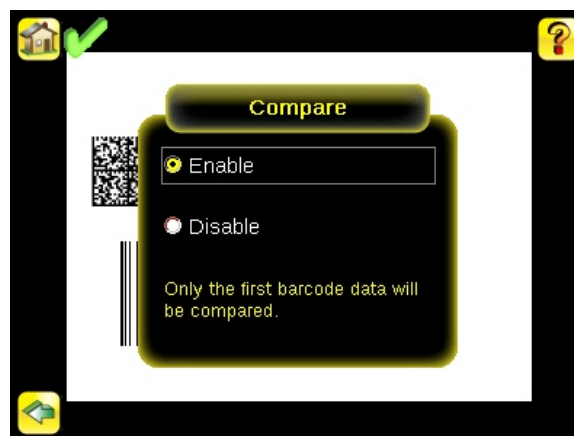 Compare
Enable
Disable
Only the first barcode data will
be compared.